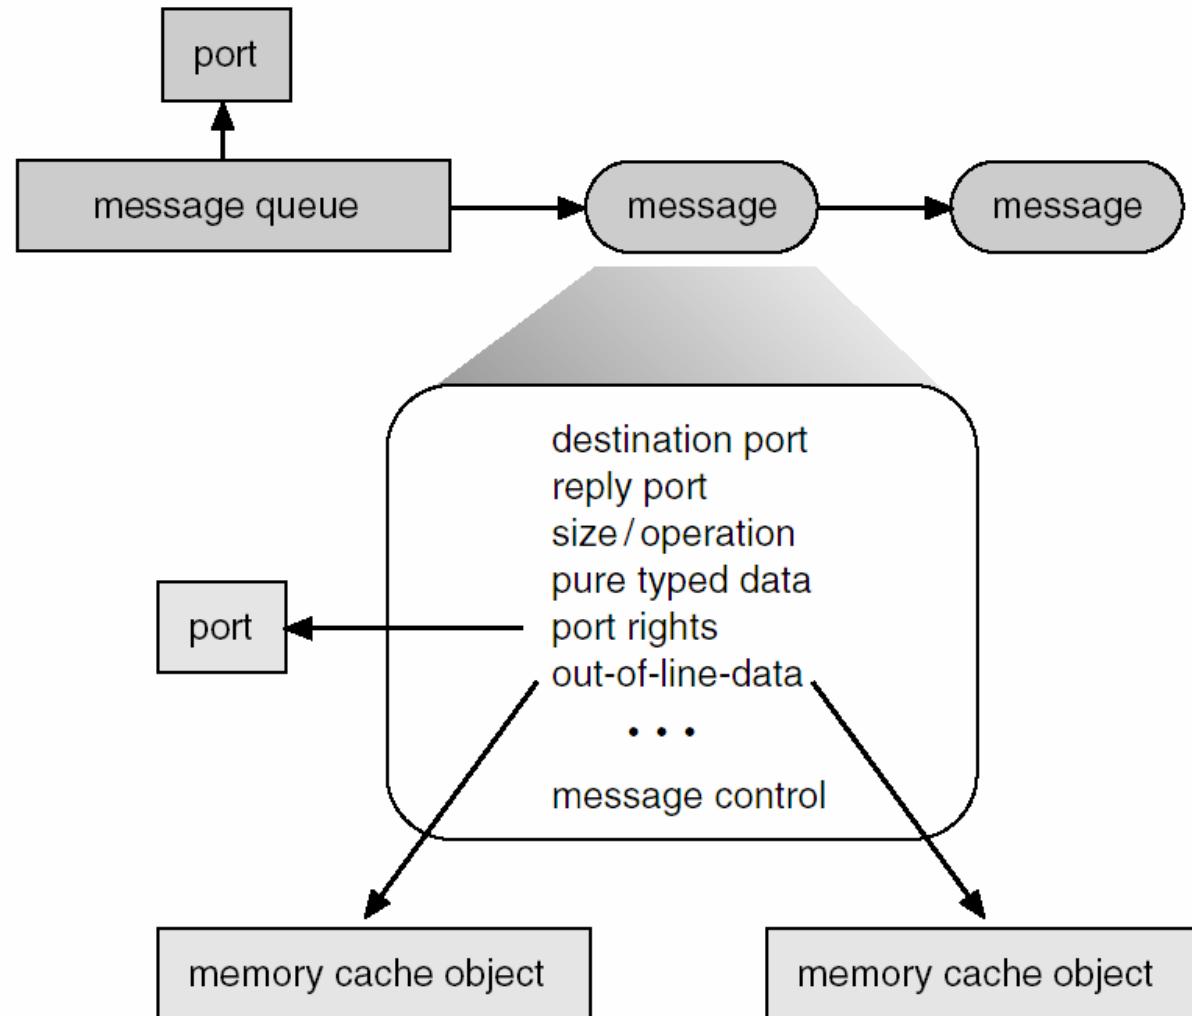 port
message queue
message
message
destination port
reply port
size / operation
pure typed data
port rights
port
out-of-line-data
• • •
message control
memory cache object
memory cache object